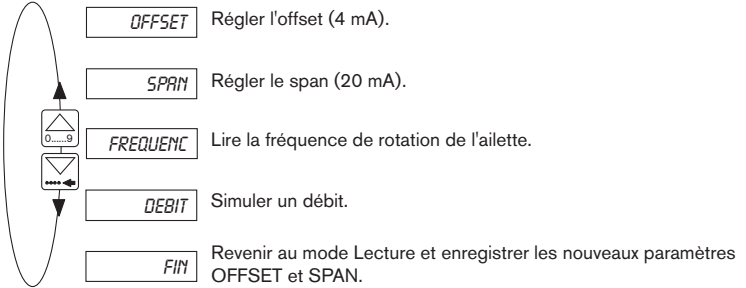 OFFSET Régler l'offset (4 mA).
SPAN Régler le span (20 mA).
0......9
FREQUENC Lire la fréquence de rotation de l'ailette.
DEBIT Simuler un débit.
FIN Revenir au mode Lecture et enregistrer les nouveaux paramètres
OFFSET et SPAN.